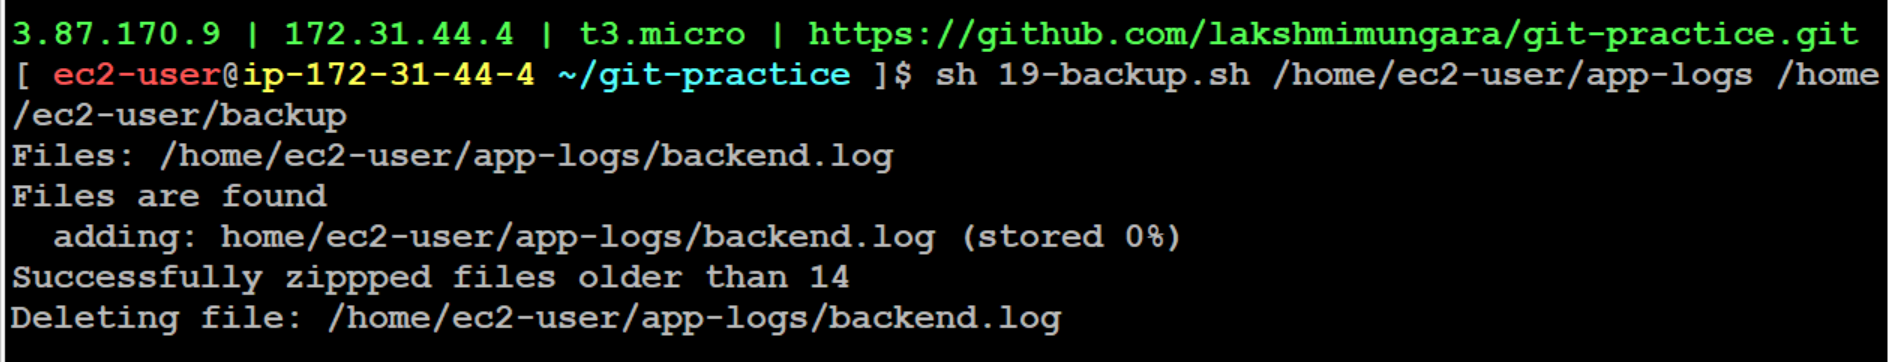 3.87.170.9 | 172.31.44.4 | t3.micro | https://github.com/lakshmimungara/git-practice.git
[ ec2-user@ip-172-31-44-4 ~/git-practice ]$ sh 19-backup.sh /home/ec2-user/app-logs /home
/ec2-user/backup
Files: /home/ec2-user/app-logs/backend.log
Files are found
  adding: home/ec2-user/app-logs/backend.log (stored 0%)
Successfully zippped files older than 14
Deleting file: /home/ec2-user/app-logs/backend.log